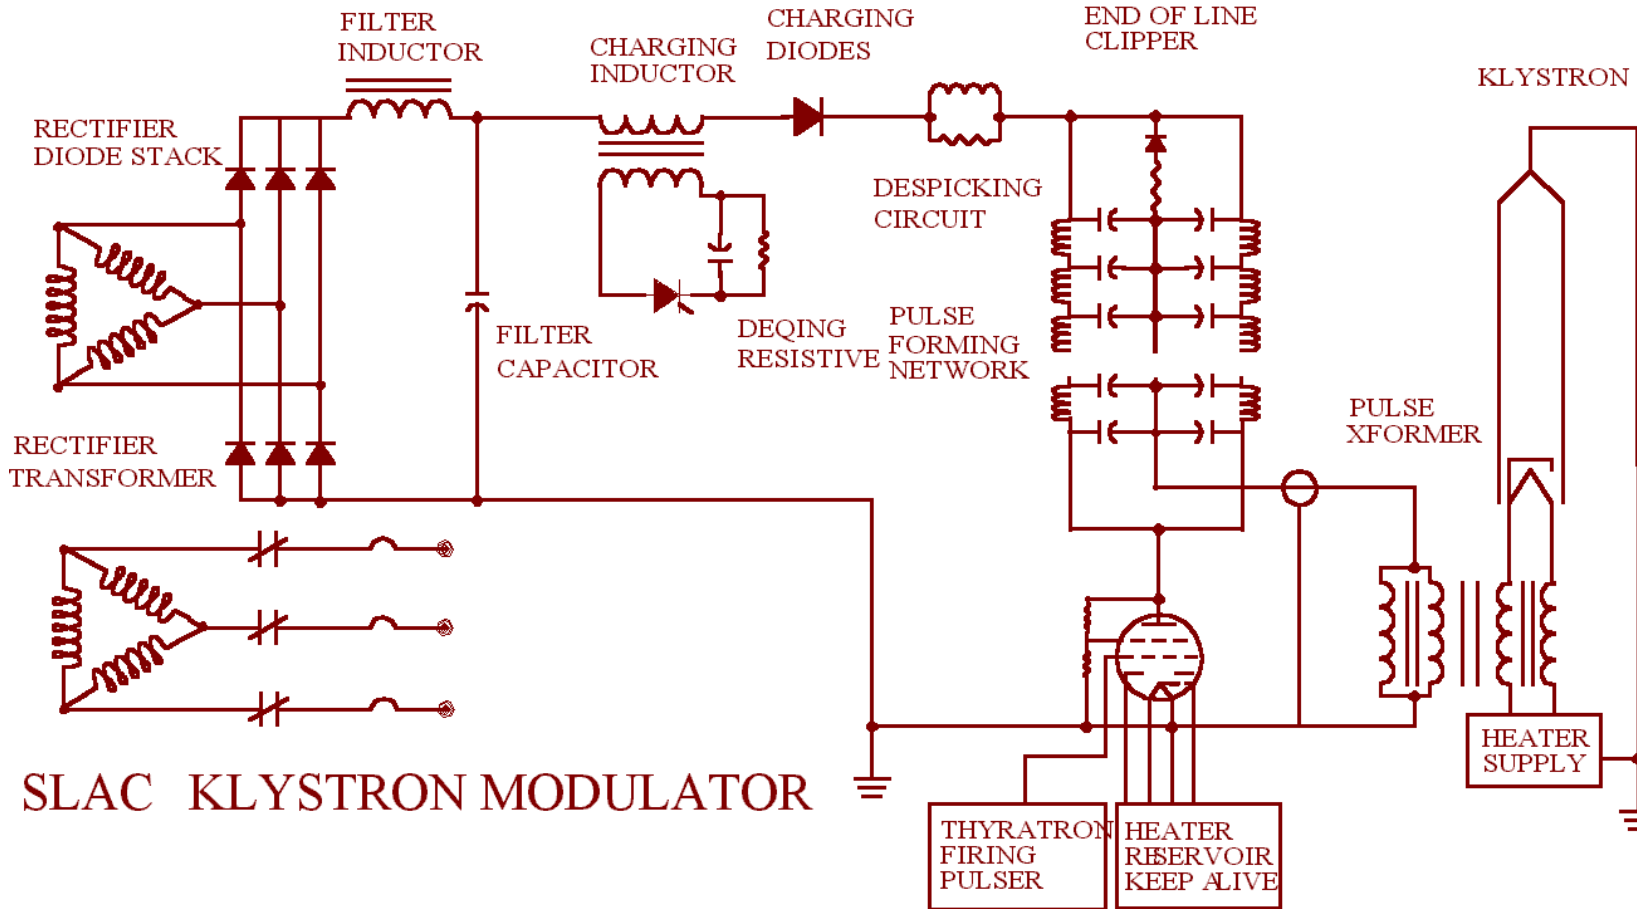 FILTER
INDUCTOR
CHARGING
INDUCTOR
CHARGING
DIODES
END OF LINE
CLIPPER
KLYSTRON
RECTIFIER
DIODE STACK
DESPICKING
CIRCUIT
FILTER
CAPACITOR
DEQING
RESISTIVE
PULSE
FORMING
NETWORK
PULSE
XFORMER
RECTIFIER
TRANSFORMER
HEATER
SUPPLY
SLAC KLYSTRON MODULATOR
THYRATRON
FIRING
PULSER
HEATER
RESERVOIR
KEEP ALIVE